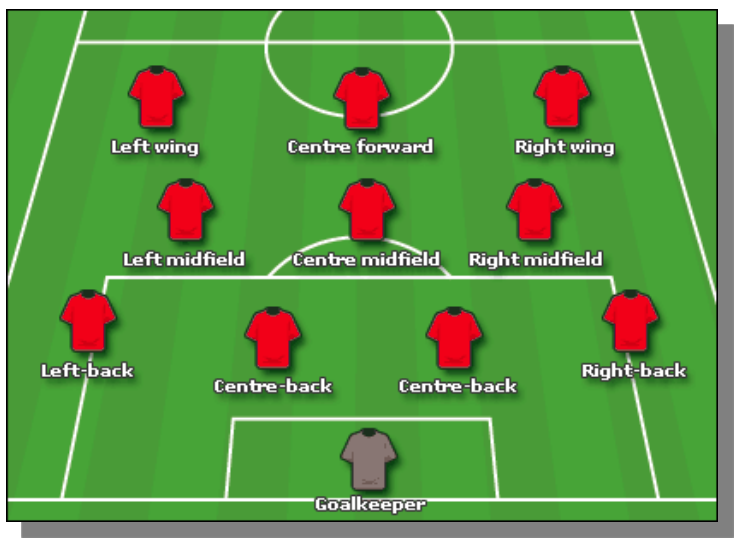 Left wing
Centre forward
Right wing
Left midfield
Centre midfield
Right midfield
Left-back
Centre-back
Centre-back
Right-back
Goalkeeper